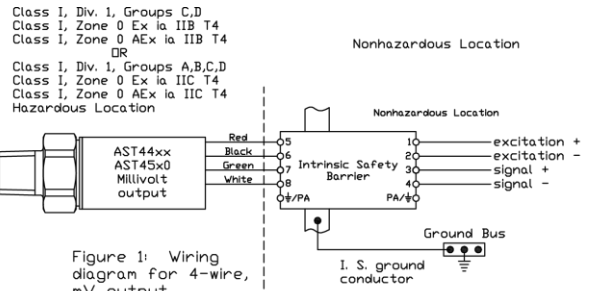 Class I, Div. 1, Groups C,D
Class I, Zone 0 Ex ia IIB T4
Class I, Zone 0 AEx ia IIB T4
OR
Class I, Div. 1, Groups A,B,C,D
Class I, Zone 0 Ex ia IIC T4
Class I, Zone 0 AEx ia IIC T4
Hazardous Location
Nonhazardous Location
Nonhazardous Location
AST44xx
AST45x0
Millivolt
output
Red
Black
Green
White
5
6
7
8
⏚/PA
Intrinsic Safety
Barrier
1
2
3
4
PA/⏚
excitation +
excitation -
signal +
signal -
Ground Bus
I. S. ground
conductor
Figure 1: Wiring
diagram for 4-wire,
mV output